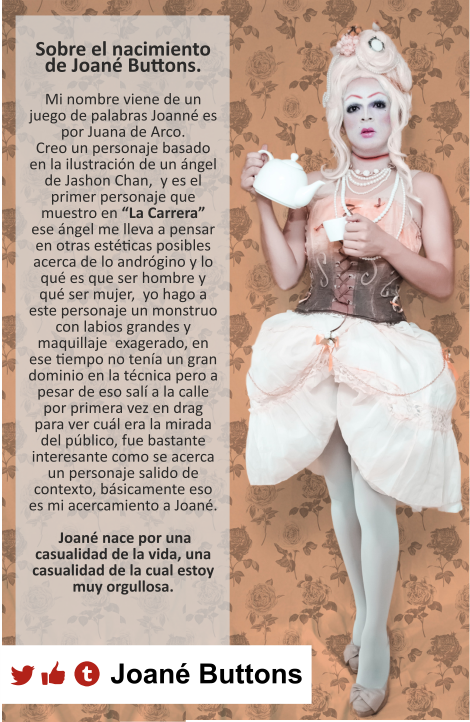 Sobre el nacimiento
de Joané Buttons.
Mi nombre viene de un
juego de palabras Joanné es
por Juana de Arco.
Creo un personaje basado
en la ilustración de un ángel
de Jashon Chan, y es el
primer personaje que
muestro en “La Carrera”
ese ángel me lleva a pensar
en otras estéticas posibles
acerca de lo andrógino y lo
qué es que ser hombre y
qué ser mujer, yo hago a
este personaje un monstruo
con labios grandes y
maquillaje exagerado, en
ese tiempo no tenía un gran
dominio en la técnica pero a
pesar de eso salí a la calle
por primera vez en drag
para ver cuál era la mirada
del público, fue bastante
interesante como se acerca
un personaje salido de
contexto, básicamente eso
es mi acercamiento a Joané.
Joané nace por una
casualidad de la vida, una
casualidad de la cual estoy
muy orgullosa.
Joané Buttons